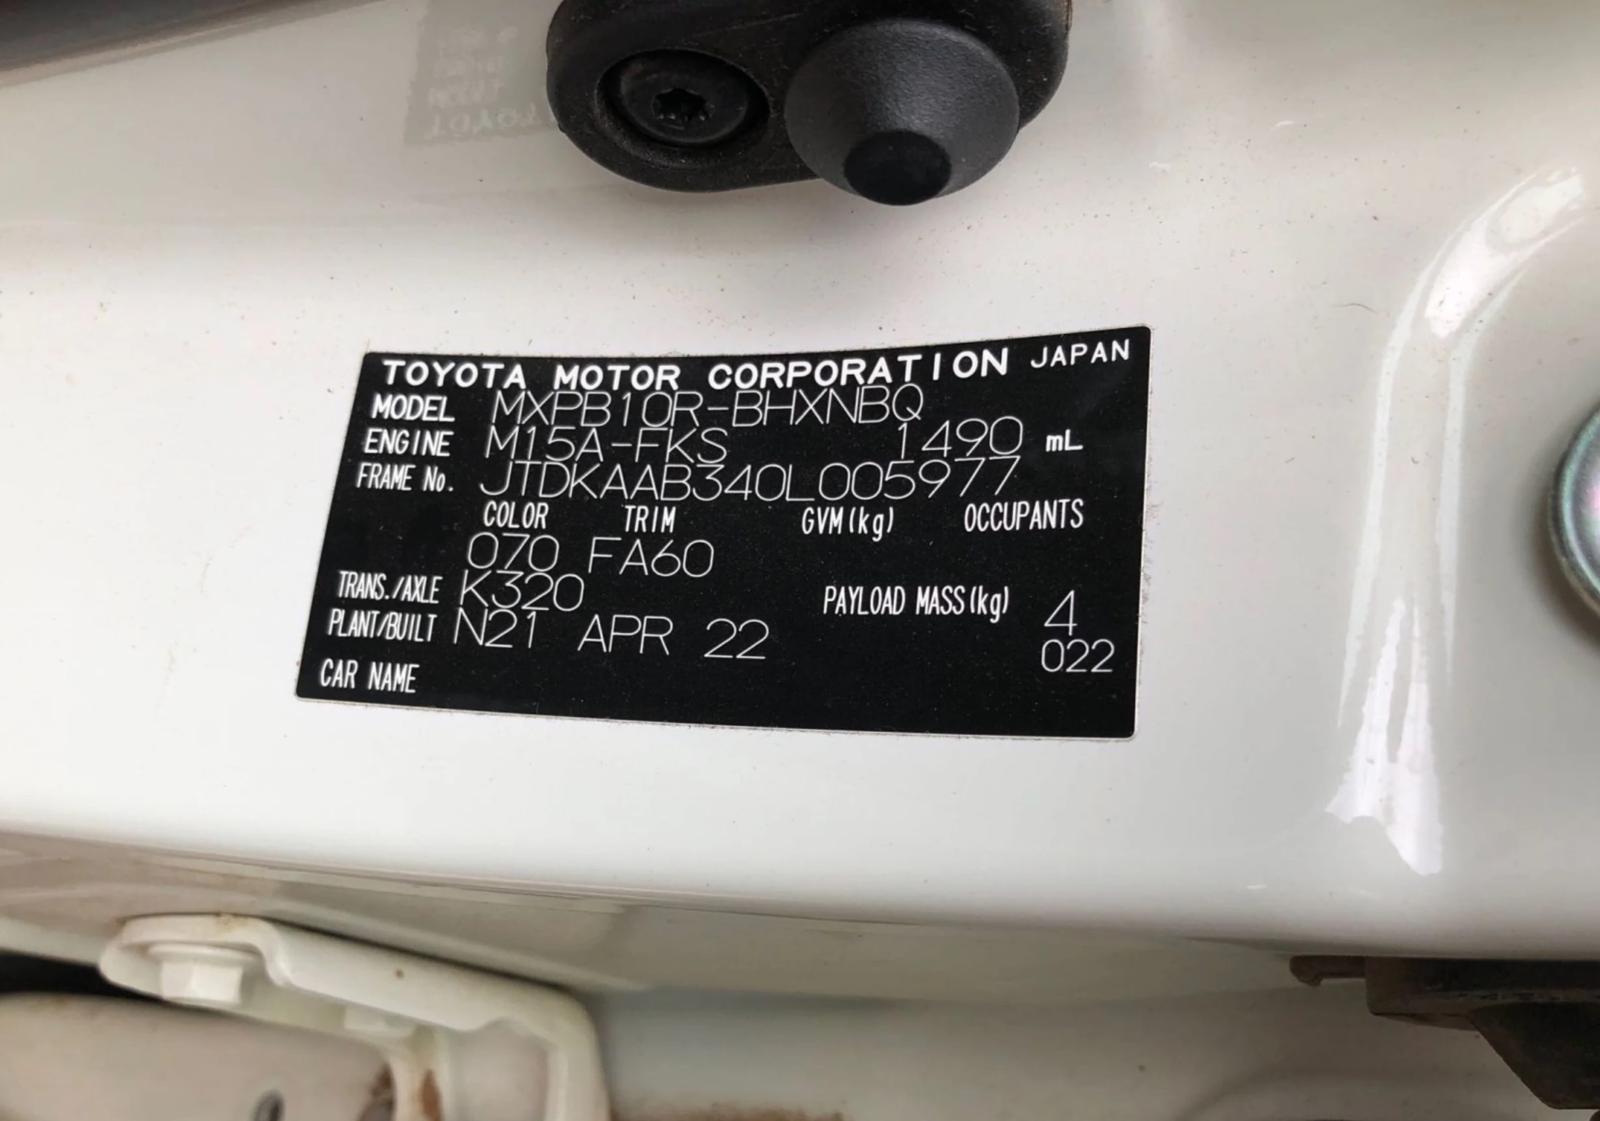 TOYOTA MOTOR CORPORATION JAPAN
MODEL MXPB10R-BHXNBQ
ENGINE M15A-FKS 1490 mL
FRAME No. JTDKAAB340L005977
COLOR TRIM GVM(kg) OCCUPANTS
070 FA60
TRANS./AXLE K320 PAYLOAD MASS(kg) 4
PLANT/BUILT N21 APR 22 022
CAR NAME